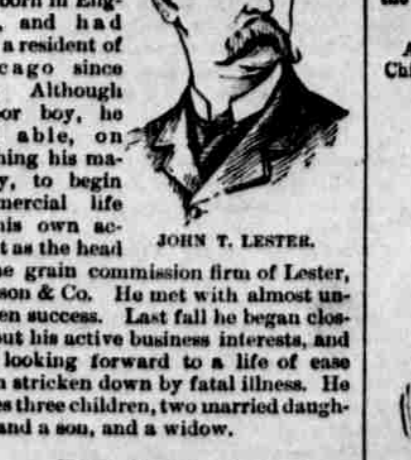 born in Eng-
, and had
a resident of
cago since
Although
or boy, he
able, on
ning his ma-
y, to begin
mercial life
his own ac-
t as the head
JOHN T. LESTER.
e grain commission firm of Lester,
son & Co. He met with almost un-
en success. Last fall he began clos-
out his active business interests, and
looking forward to a life of ease
n stricken down by fatal illness. He
es three children, two married daugh-
and a son, and a widow.
A
Chi